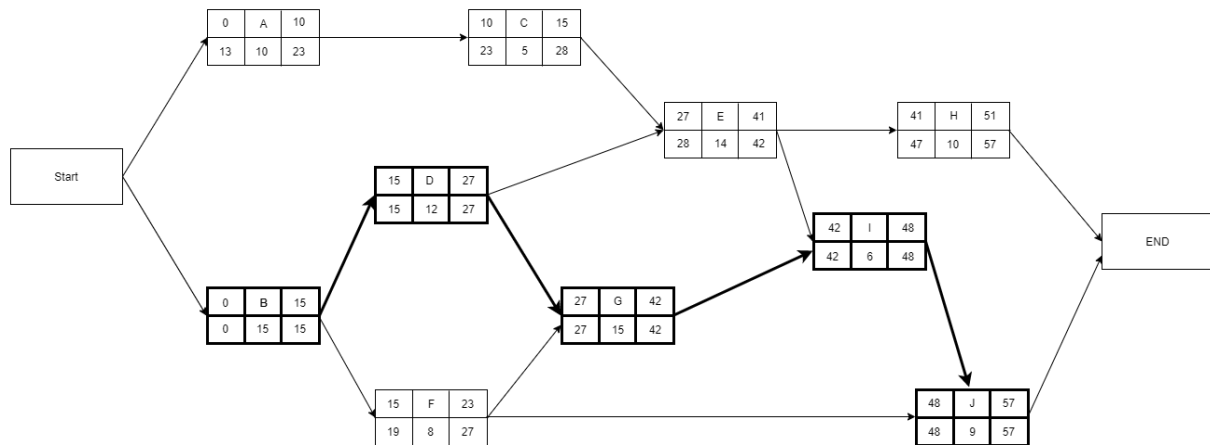 0 A 10
13 10 23
10 C 15
23 5 28
27 E 41
28 14 42
41 H 51
47 10 57
Start
15 D 27
15 12 27
42 I 48
42 6 48
END
0 B 15
0 15 15
27 G 42
27 15 42
15 F 23
19 8 27
48 J 57
48 9 57